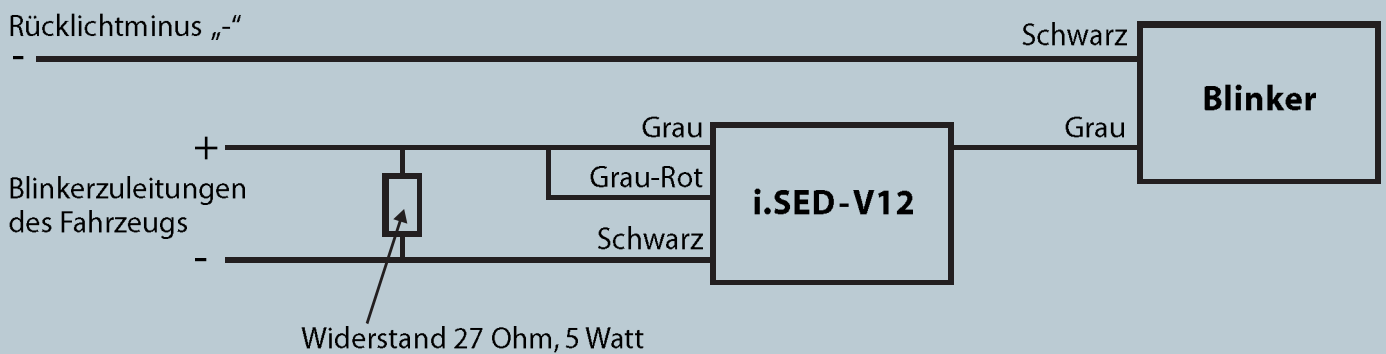 Rücklichtminus „-“
-
Schwarz
Blinker
+
Grau
Grau
Grau-Rot
Blinkerzuleitungen
des Fahrzeugs
i.SED-V12
Schwarz
-
Widerstand 27 Ohm, 5 Watt